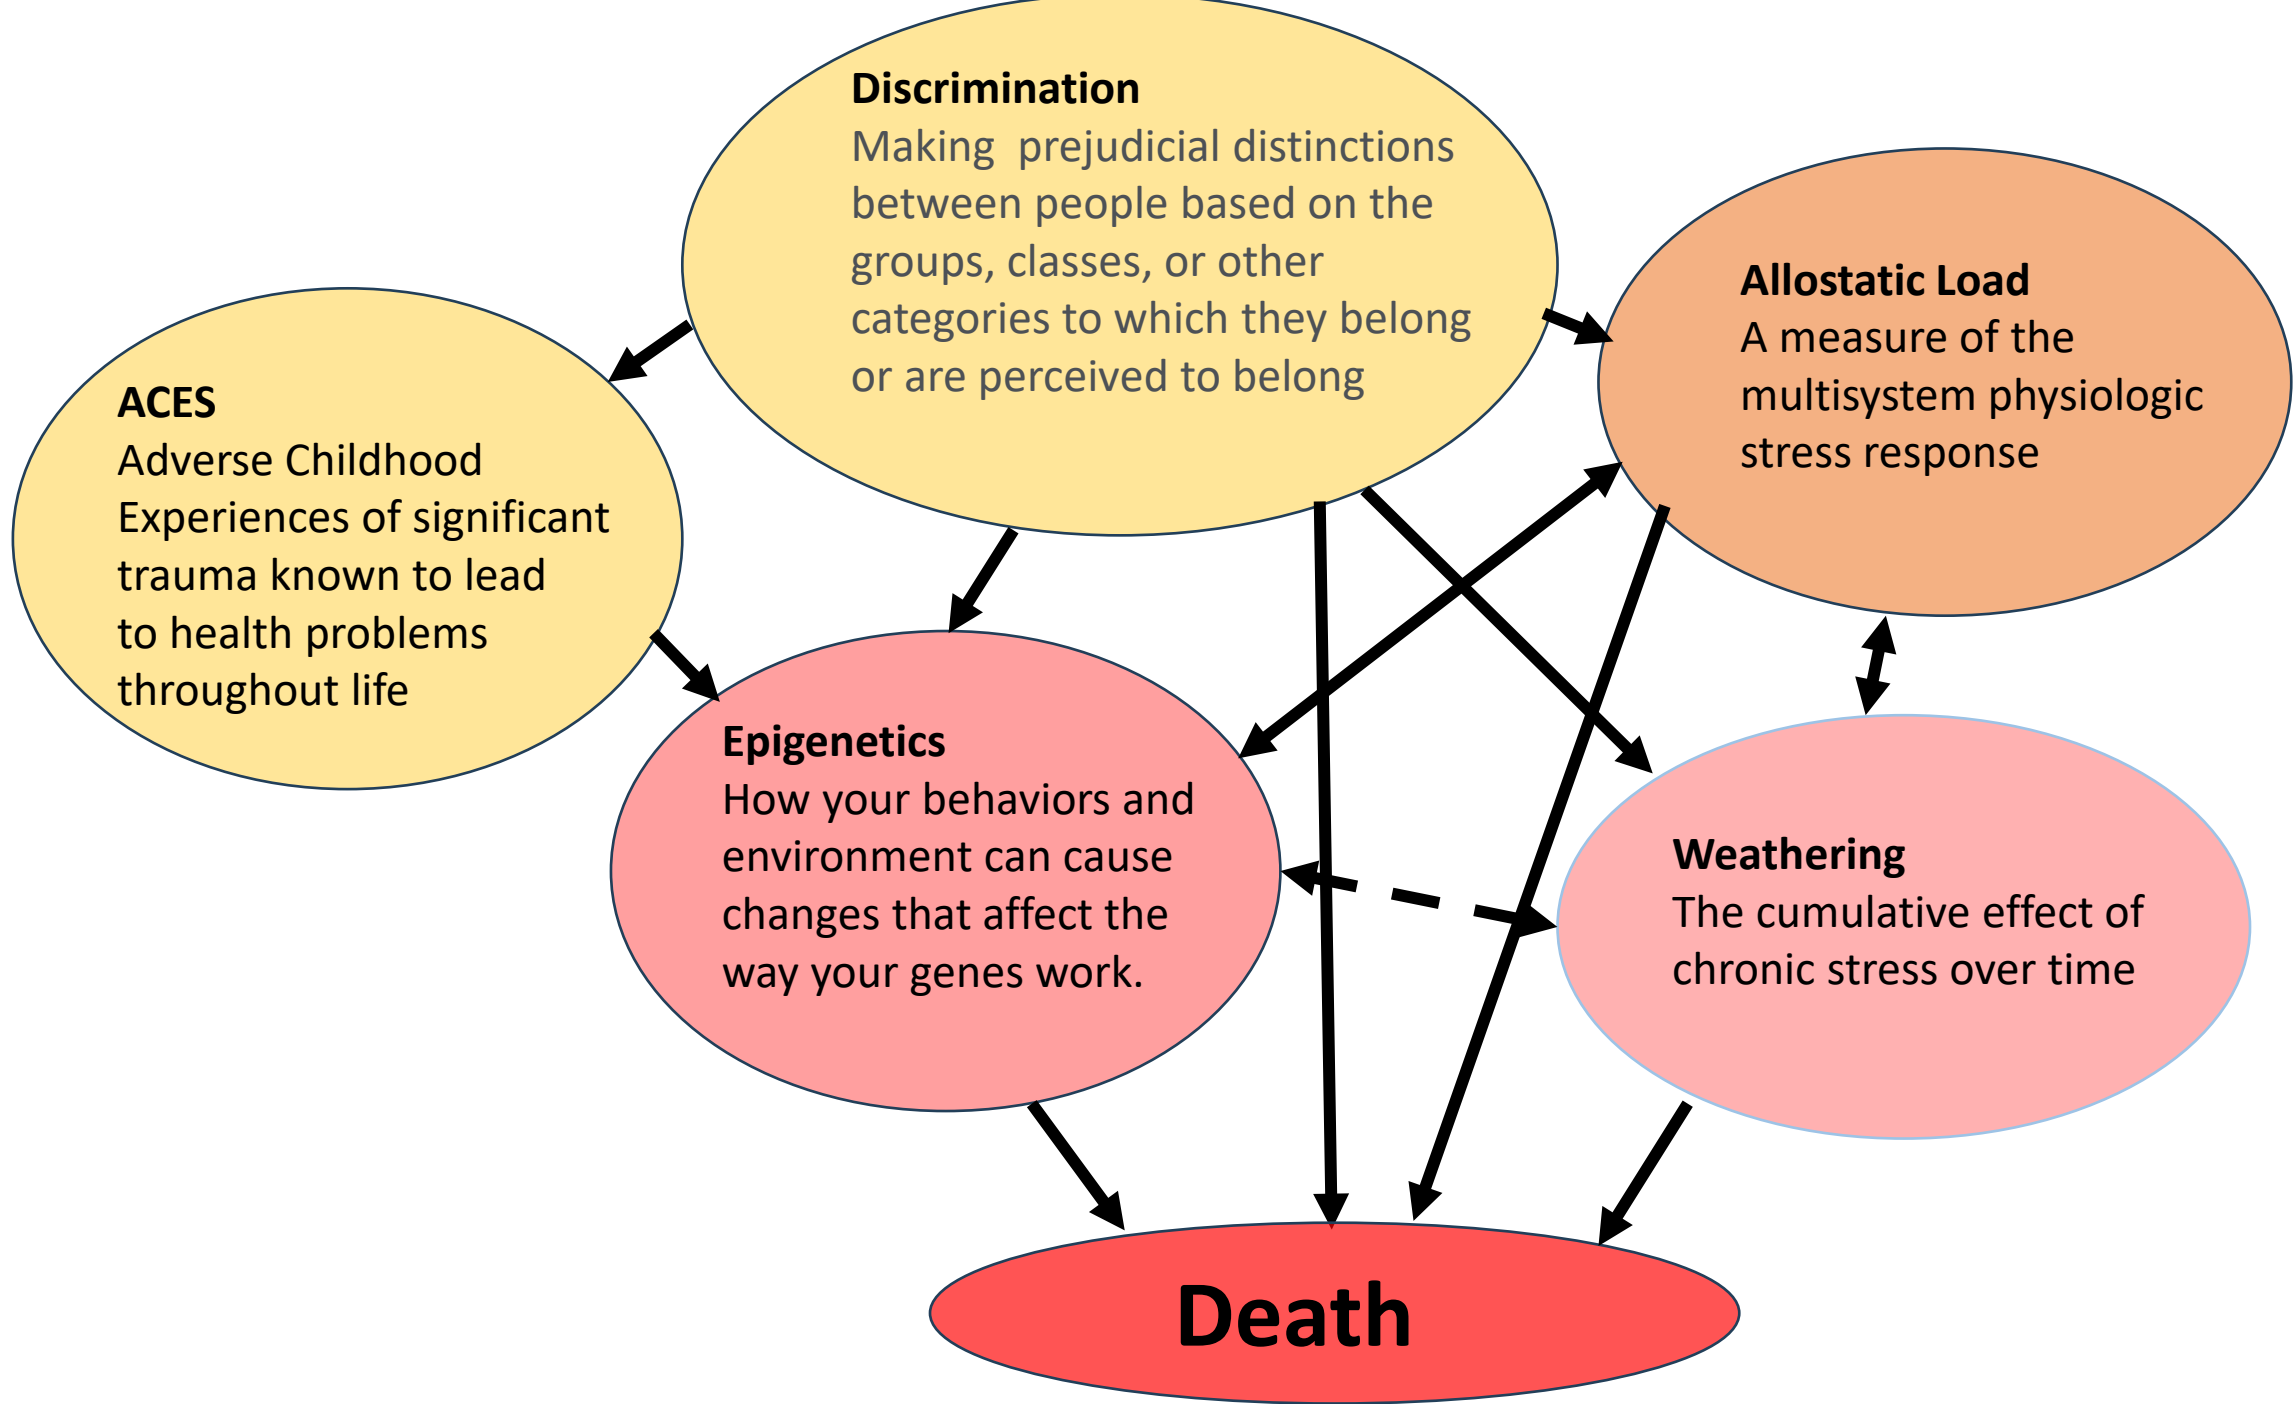 Discrimination
Making  prejudicial distinctions
between people based on the
groups, classes, or other
categories to which they belong
or are perceived to belong
Allostatic Load
A measure of the
multisystem physiologic
stress response
ACES
Adverse Childhood
Experiences of significant
trauma known to lead
to health problems
throughout life
Epigenetics
How your behaviors and
environment can cause
changes that affect the
way your genes work.
Weathering
The cumulative effect of
chronic stress over time
Death